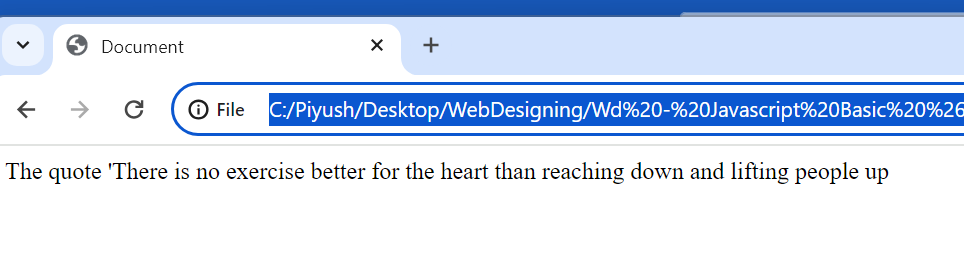 Document
File C:/Piyush/Desktop/WebDesigning/Wd%20-%20Javascript%20Basic%20%26
The quote 'There is no exercise better for the heart than reaching down and lifting people up